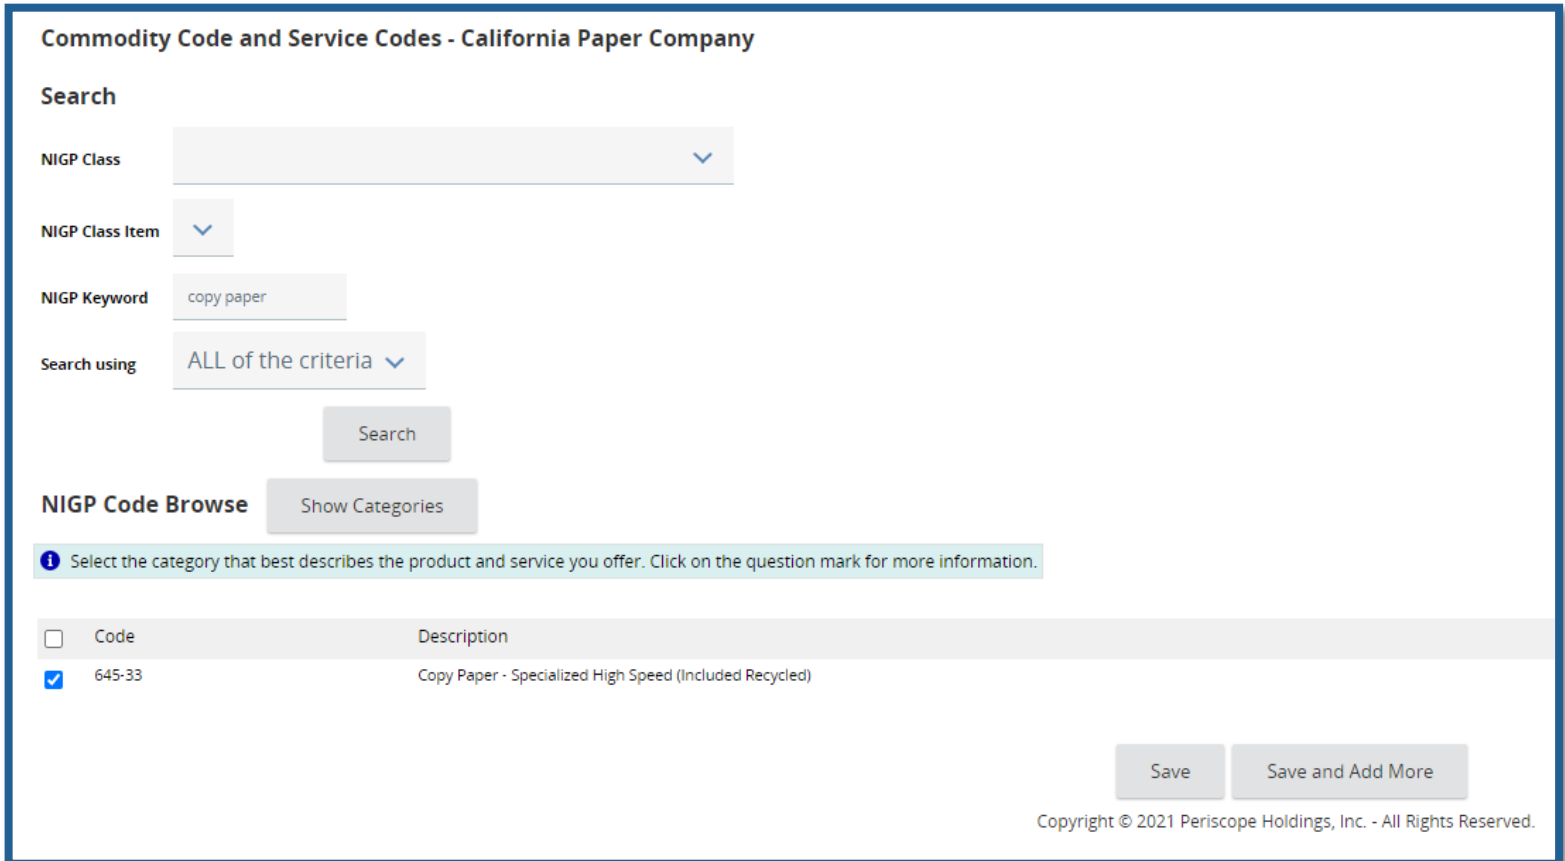 Commodity Code and Service Codes - California Paper Company
Search
NIGP Class
NIGP Class Item
NIGP Keyword copy paper
Search using ALL of the criteria
Search
NIGP Code Browse Show Categories
Select the category that best describes the product and service you offer. Click on the question mark for more information.
Code Description
645-33 Copy Paper - Specialized High Speed (Included Recycled)
Save Save and Add More
Copyright © 2021 Periscope Holdings, Inc. - All Rights Reserved.